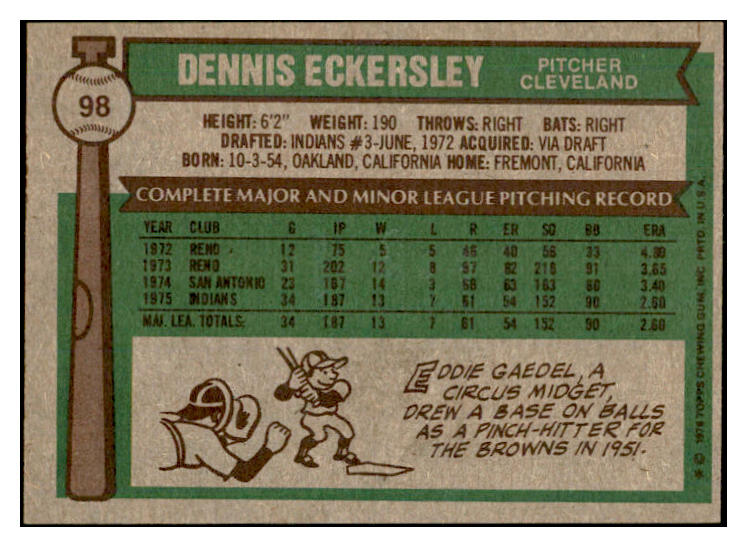 98
DENNIS ECKERSLEY
PITCHER
CLEVELAND
HEIGHT: 6'2" WEIGHT: 190 THROWS: RIGHT BATS: RIGHT
DRAFTED: INDIANS #3-JUNE, 1972 ACQUIRED: VIA DRAFT
BORN: 10-3-54, OAKLAND, CALIFORNIA HOME: FREMONT, CALIFORNIA
COMPLETE MAJOR AND MINOR LEAGUE PITCHING RECORD
YEAR CLUB G IP W L R ER SO BB ERA
1972 RENO 12 75 5 5 46 40 56 33 4.80
1973 RENO 31 202 12 8 97 82 218 91 3.65
1974 SAN ANTONIO 23 167 14 3 68 63 163 60 3.40
1975 INDIANS 34 187 13 7 61 54 152 90 2.60
MAJ. LEA. TOTALS: 34 187 13 7 61 54 152 90 2.60
EDDIE GAEDEL, A
CIRCUS MIDGET,
DREW A BASE ON BALLS
AS A PINCH-HITTER FOR
THE BROWNS IN 1951.
* © 1976 TOPPS CHEWING GUM, INC. PRTD. IN U.S.A.